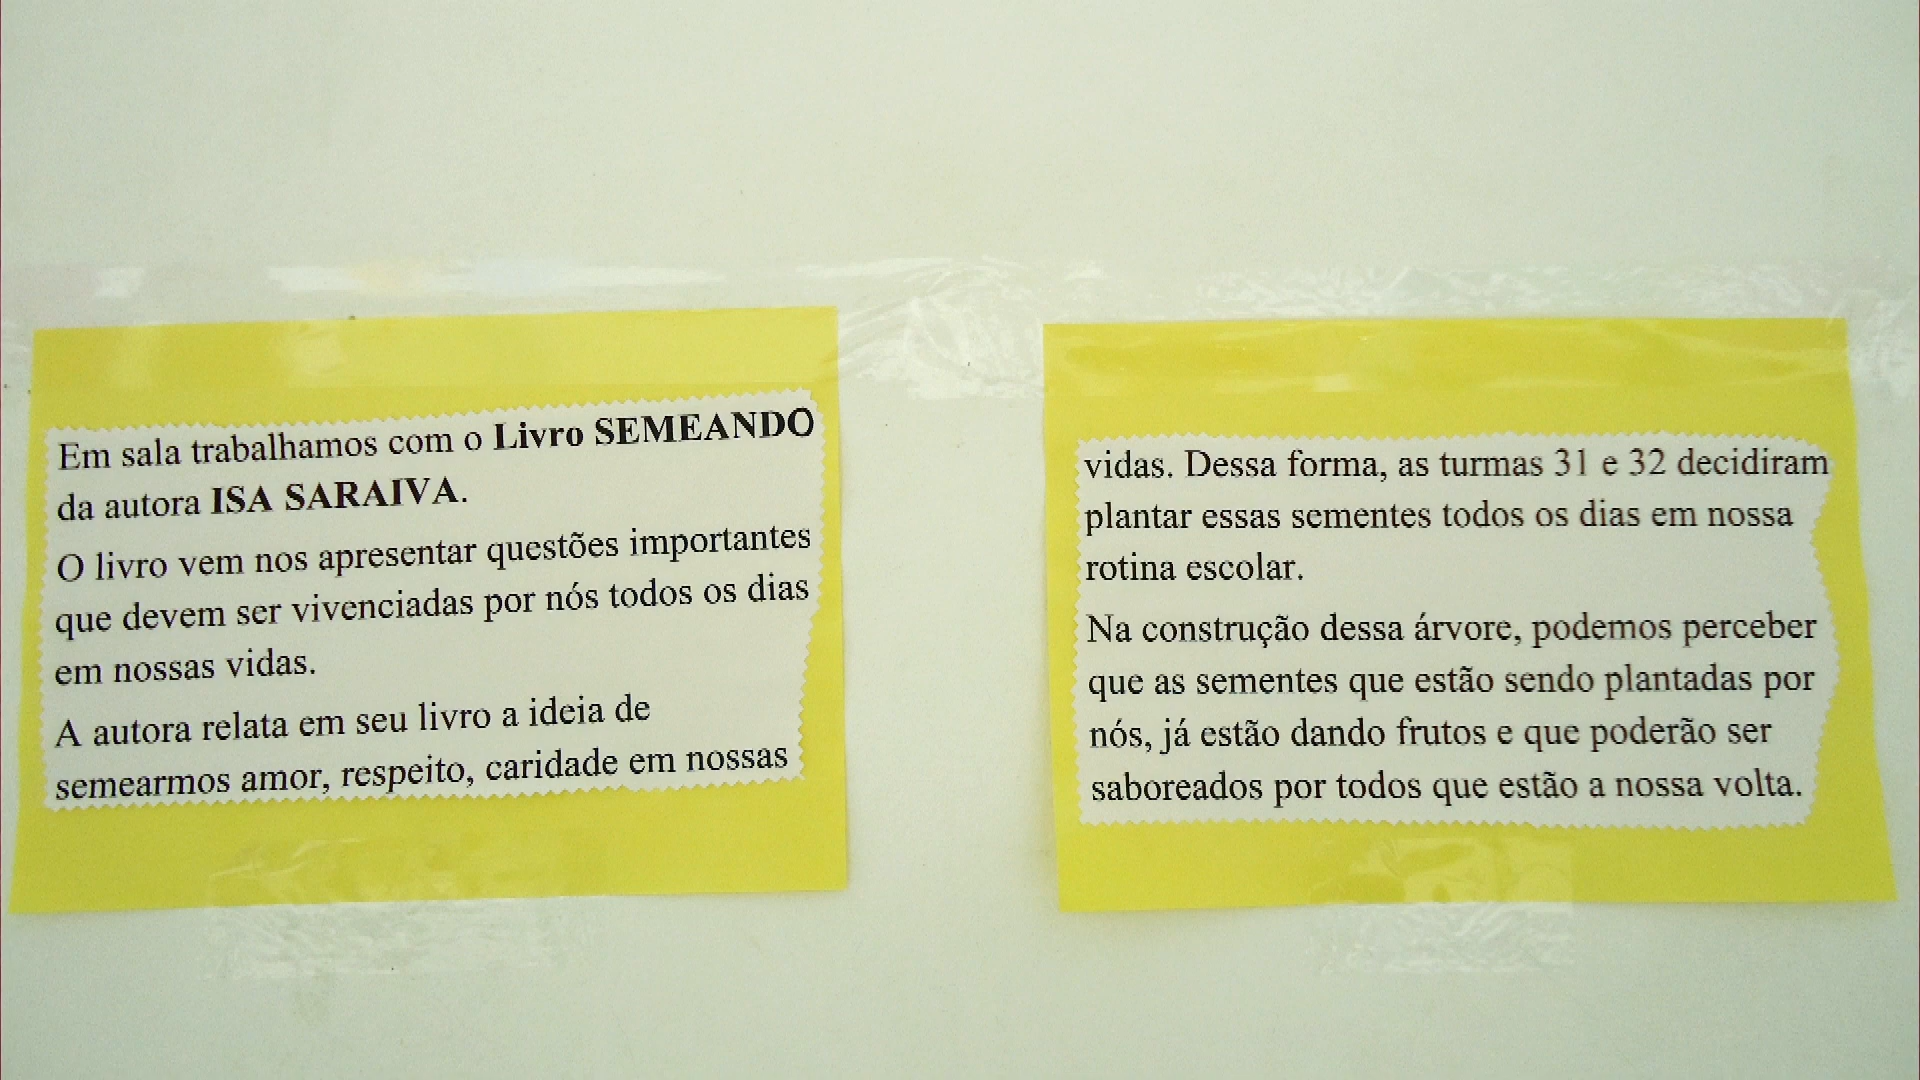 Em sala trabalhamos com o Livro SEMEANDO
da autora ISA SARAIVA.
O livro vem nos apresentar questões importantes
que devem ser vivenciadas por nós todos os dias
em nossas vidas.
A autora relata em seu livro a ideia de
semearmos amor, respeito, caridade em nossas
vidas. Dessa forma, as turmas 31 e 32 decidiram
plantar essas sementes todos os dias em nossa
rotina escolar.
Na construção dessa árvore, podemos perceber
que as sementes que estão sendo plantadas por
nós, já estão dando frutos e que poderão ser
saboreados por todos que estão a nossa volta.